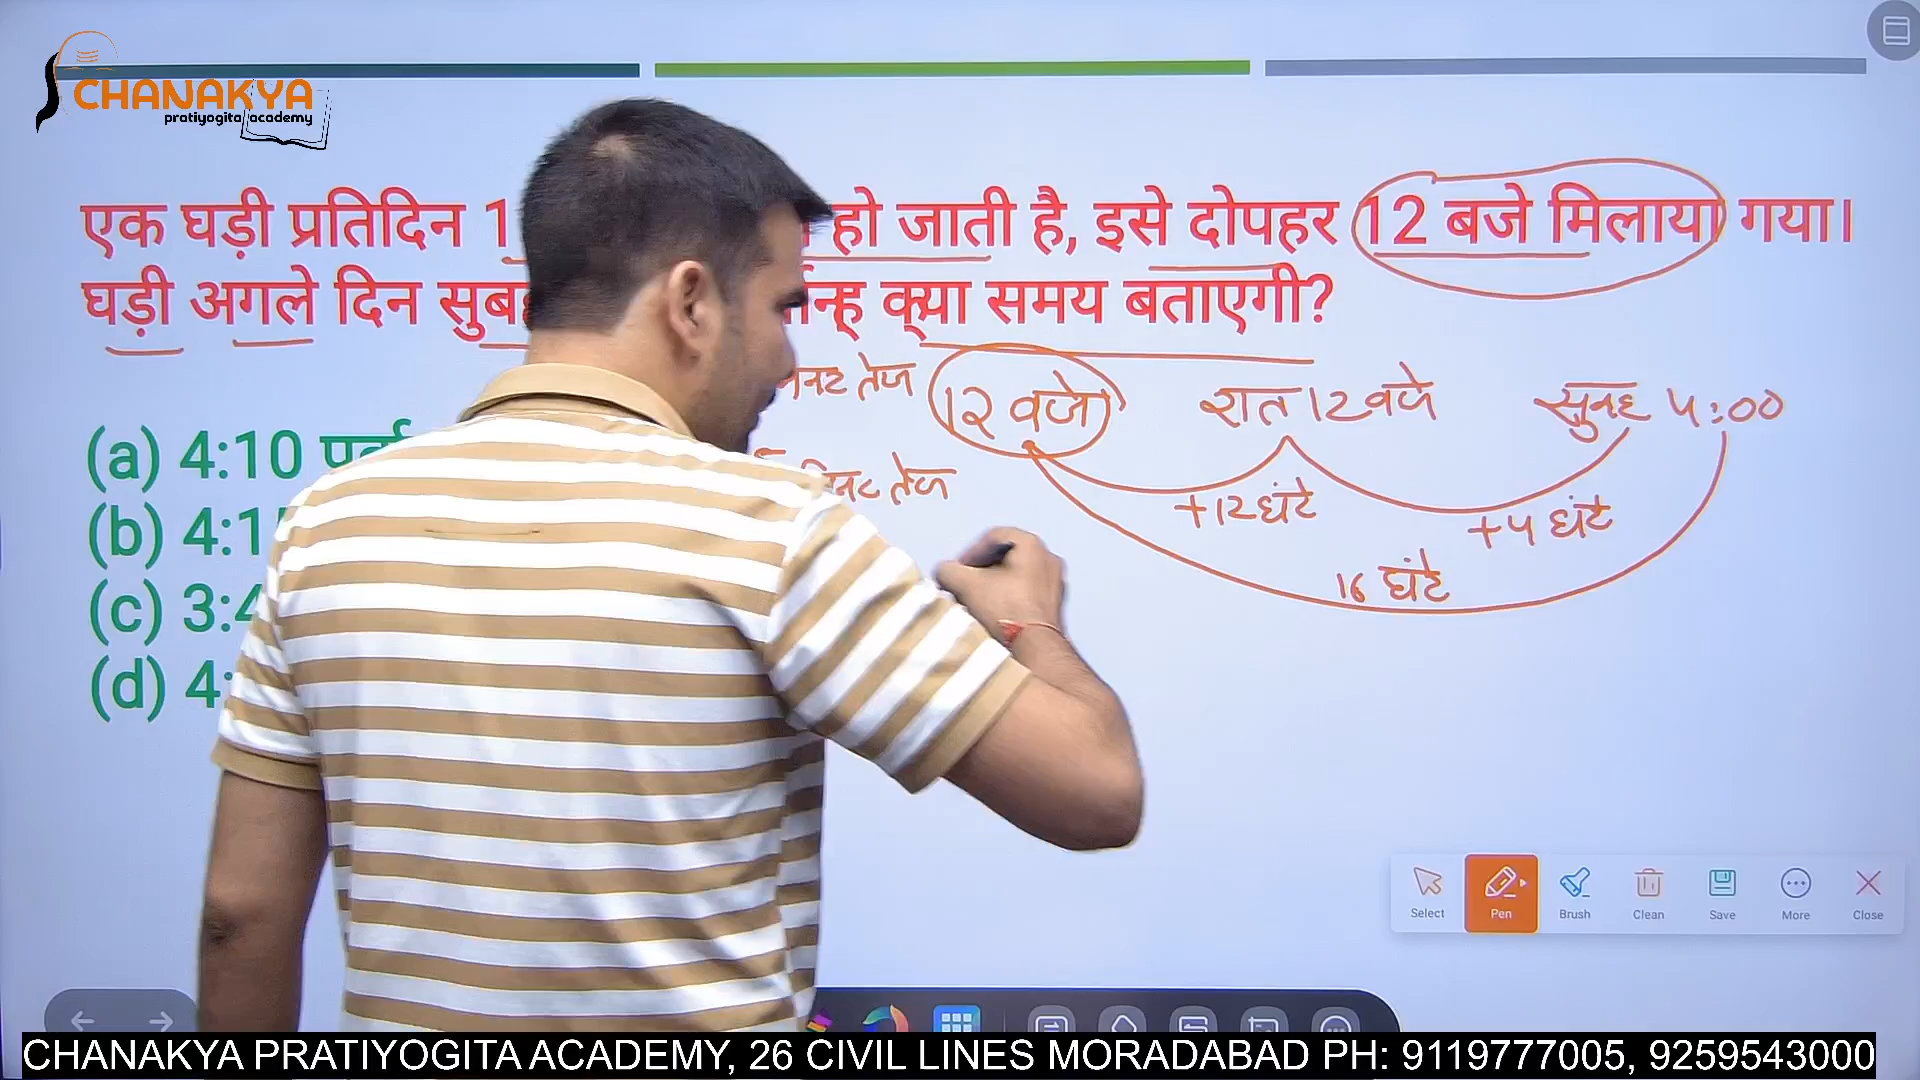 CHANAKYA
pratiyogita academy
एक घड़ी प्रतिदिन 1 हो जाती है, इसे दोपहर 12 बजे मिलाया गया।
घड़ी अगले दिन सुबह क्या समय बताएगी?
तेज 12 बजे रात 12 बजे सुबह 4:00
(a) 4:10
तेज +12 घंटे +4 घंटे
(b) 4:1
16 घंटे
(c) 3:4
(d) 4:
Select Pen Brush Clean Save More Close
CHANAKYA PRATIYOGITA ACADEMY, 26 CIVIL LINES MORADABAD PH: 9119777005, 9259543000